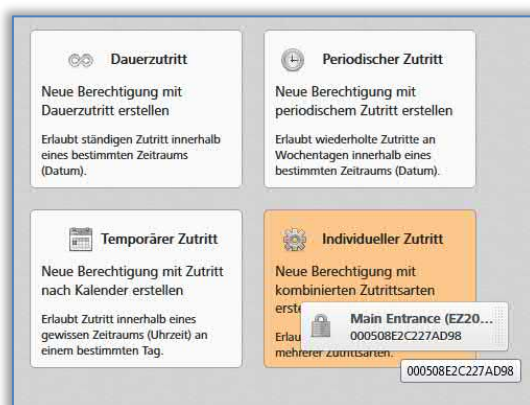 Dauerzutritt
Neue Berechtigung mit
Dauerzutritt erstellen
Erlaubt ständigen Zutritt innerhalb
eines bestimmten Zeitraums
(Datum).
Periodischer Zutritt
Neue Berechtigung mit
periodischem Zutritt erstellen
Erlaubt wiederholte Zutritte an
Wochentagen innerhalb eines
bestimmten Zeitraums (Datum).
Temporärer Zutritt
Neue Berechtigung mit Zutritt
nach Kalender erstellen
Erlaubt Zutritt innerhalb eines
gewissen Zeitraums (Uhrzeit) an
einem bestimmten Tag.
Individueller Zutritt
Neue Berechtigung mit
kombinierten Zutrittsarten
mehrerer Zutrittsarten.
Main Entrance (EZ20...
000508E2C227AD98
000508E2C227AD98